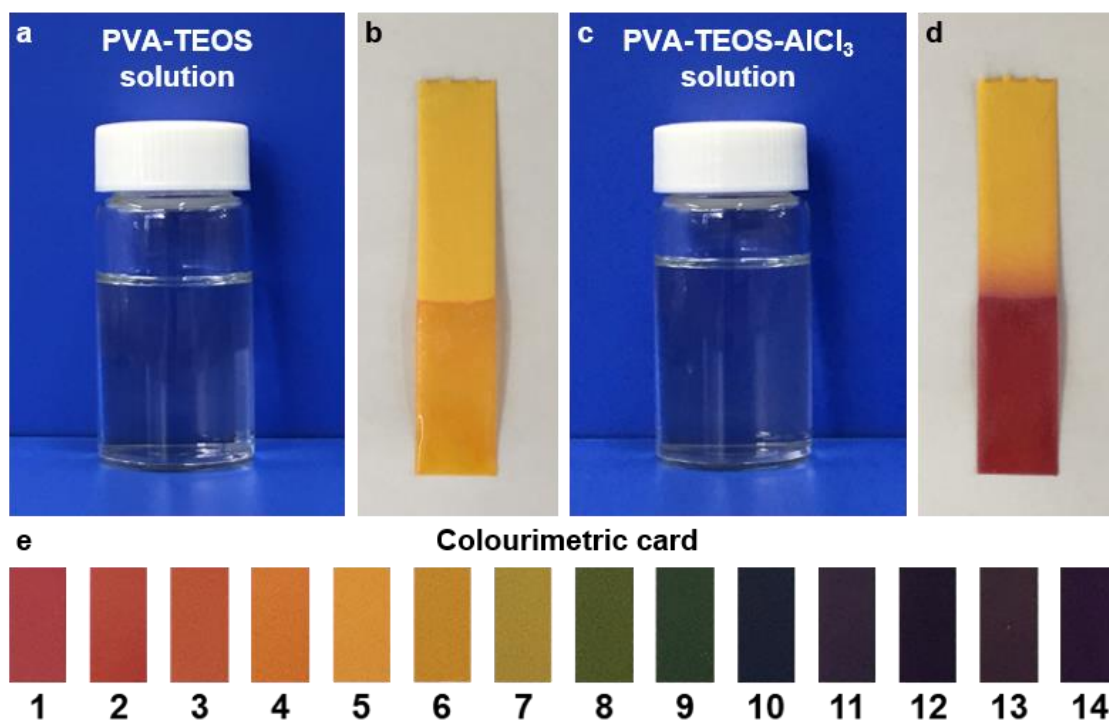 a
PVA-TEOS
solution
b
c
PVA-TEOS-AlCl₃
solution
d
e
Colourimetric card
1 2 3 4 5 6 7 8 9 10 11 12 13 14